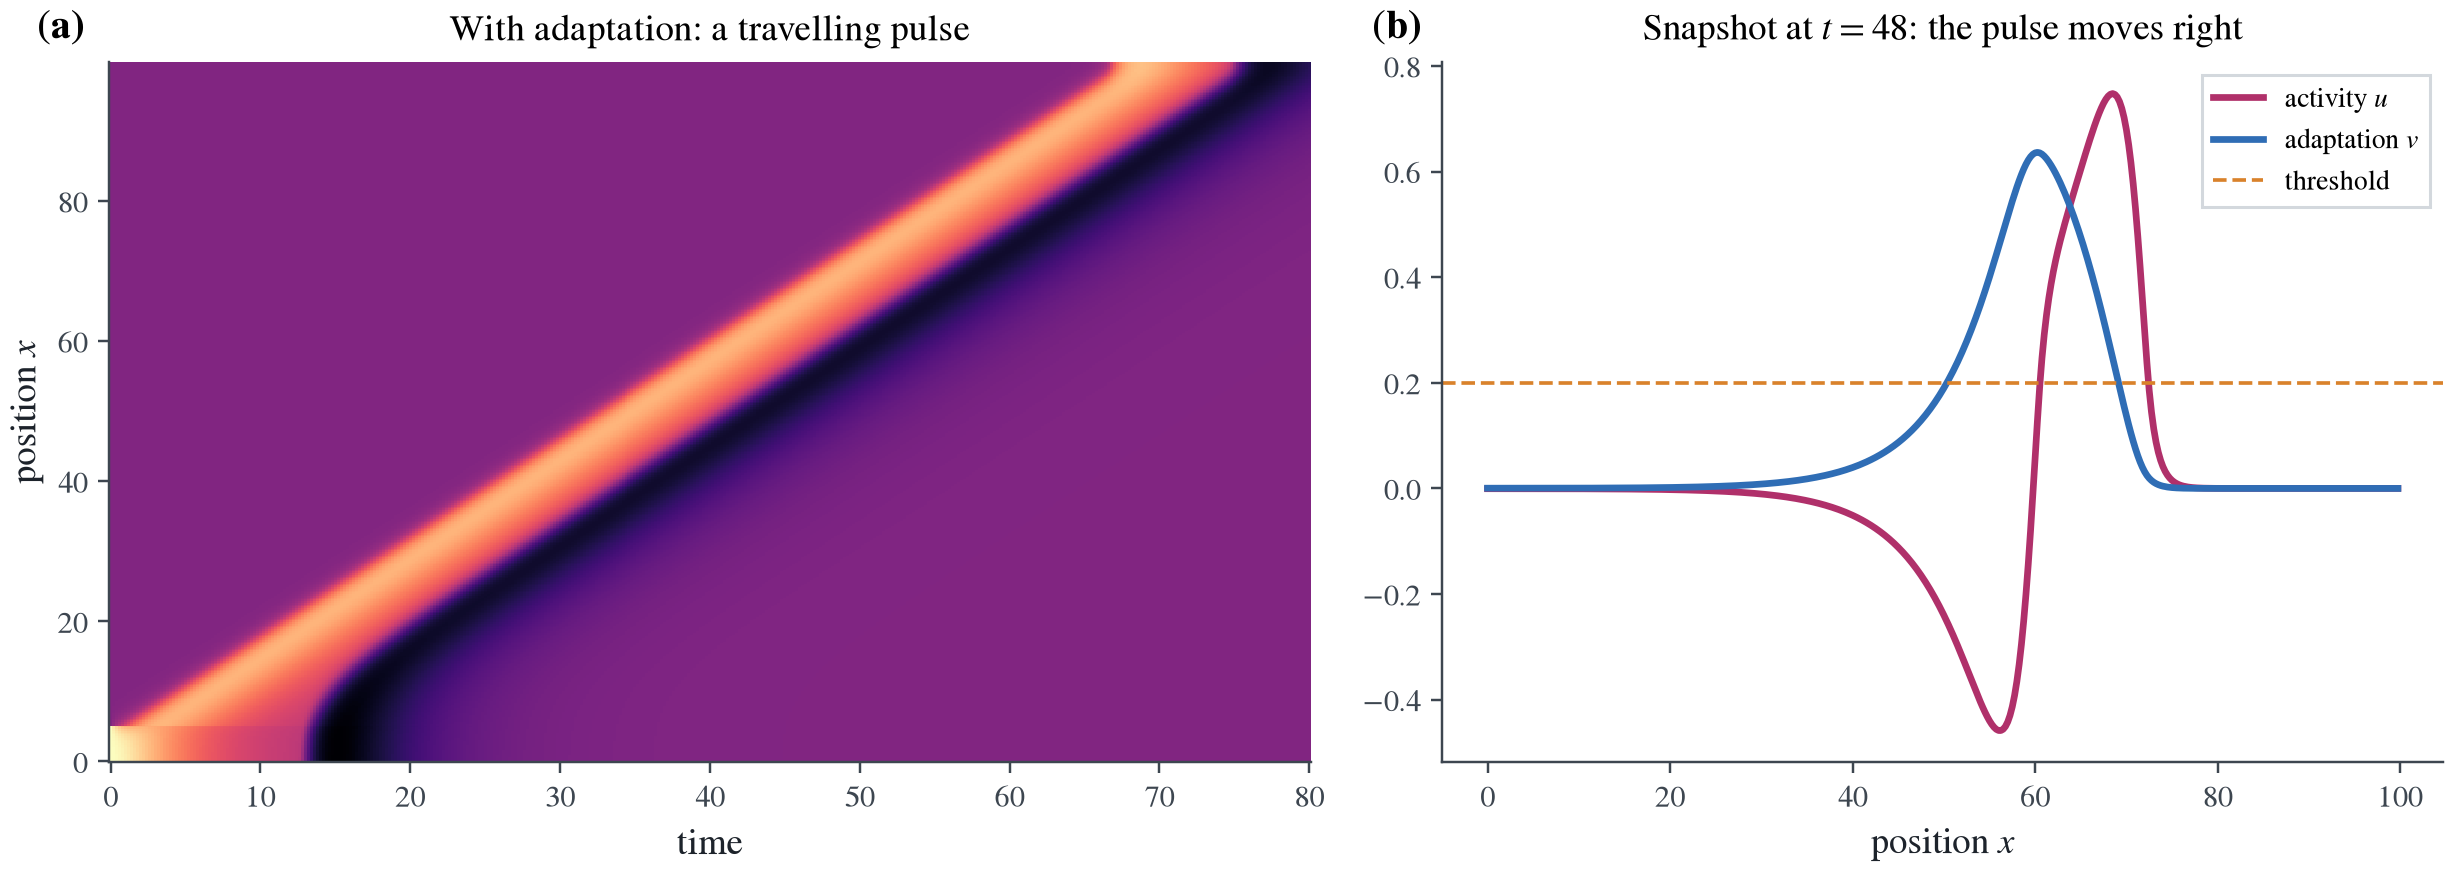 (a)
With adaptation: a travelling pulse
position x
80
60
40
20
0
0 10 20 30 40 50 60 70 80
time
(b)
Snapshot at t = 48: the pulse moves right
0.8
0.6
0.4
0.2
0.0
−0.2
−0.4
activity u
adaptation v
threshold
0 20 40 60 80 100
position x